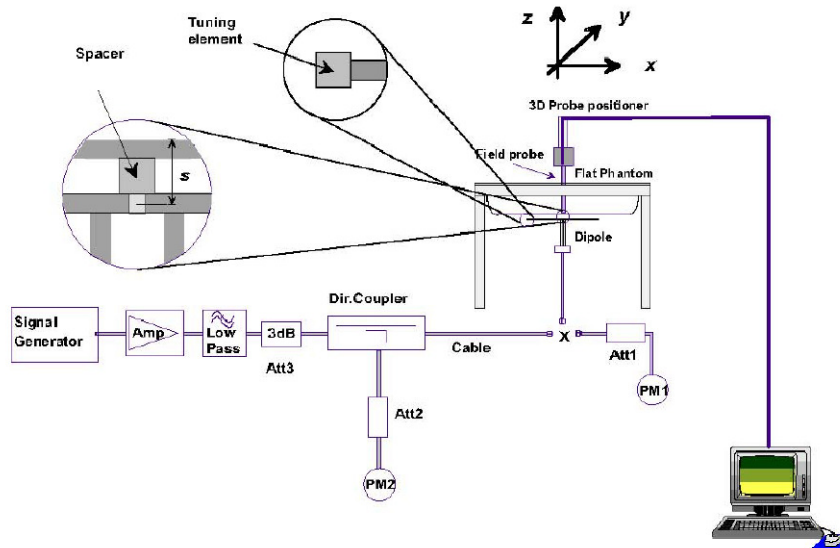 Tuning
element
z
y
x
Spacer
3D Probe positioner
Field probe
Flat Phantom
s
Dipole
Dir.Coupler
Signal
Generator
Amp
Low
Pass
3dB
Att3
Cable
X
Att1
PM1
Att2
PM2